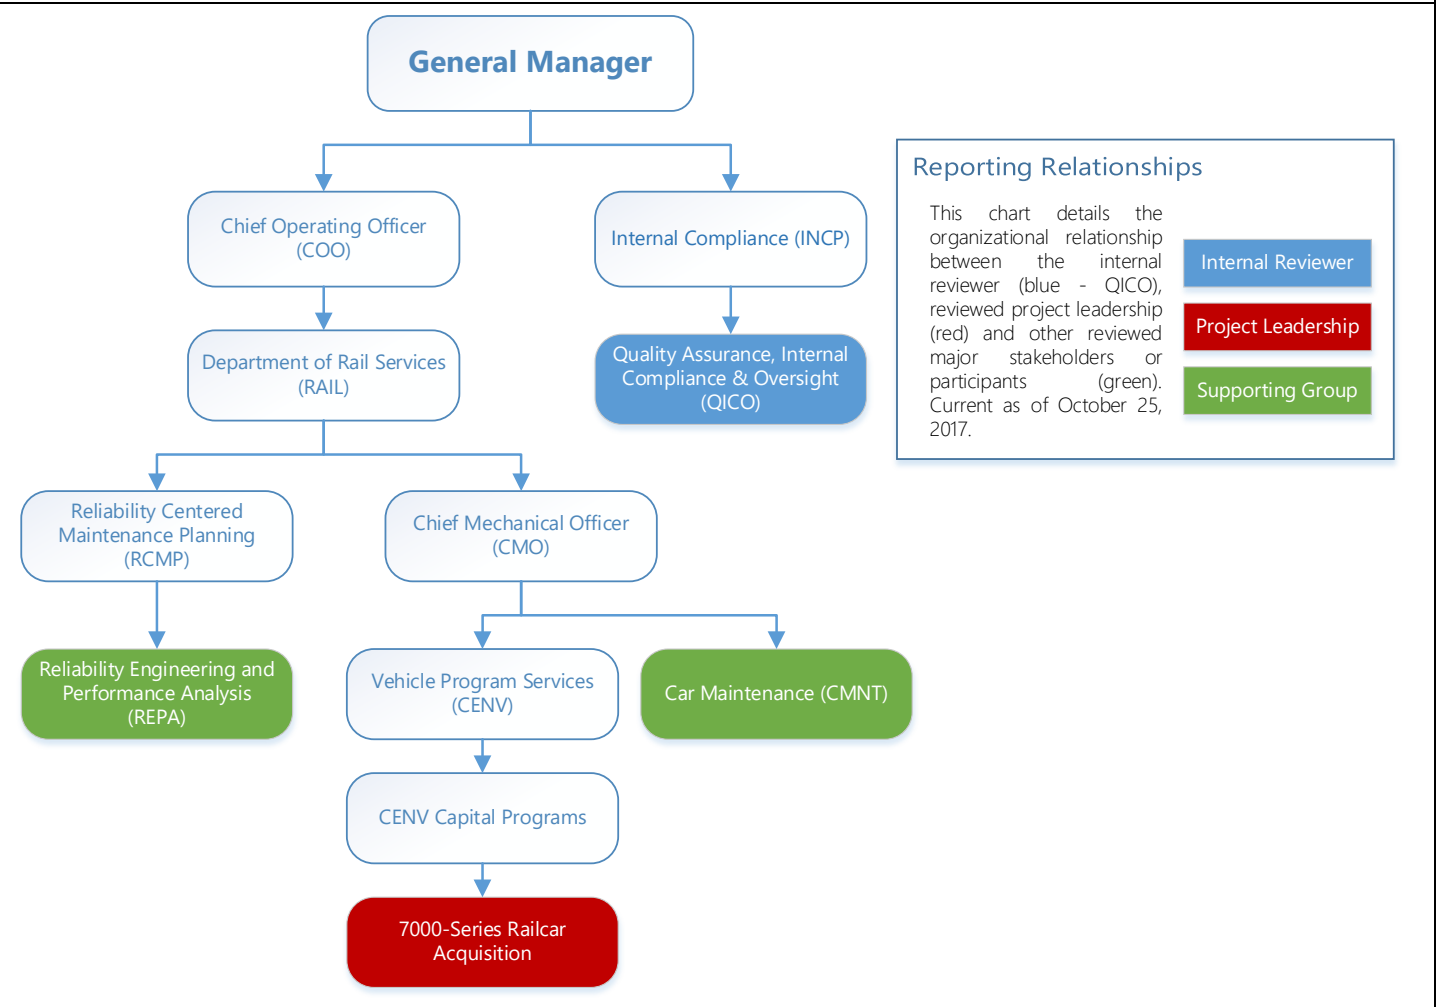 General Manager
Chief Operating Officer
(COO)
Internal Compliance (INCP)
Department of Rail Services
(RAIL)
Quality Assurance, Internal
Compliance & Oversight
(QICO)
Reporting Relationships
This chart details the
organizational relationship
between the internal
reviewer (blue - QICO),
reviewed project leadership
(red) and other reviewed
major stakeholders or
participants (green).
Current as of October 25,
2017.
Internal Reviewer
Project Leadership
Supporting Group
Reliability Centered
Maintenance Planning
(RCMP)
Chief Mechanical Officer
(CMO)
Reliability Engineering and
Performance Analysis
(REPA)
Vehicle Program Services
(CENV)
Car Maintenance (CMNT)
CENV Capital Programs
7000-Series Railcar
Acquisition